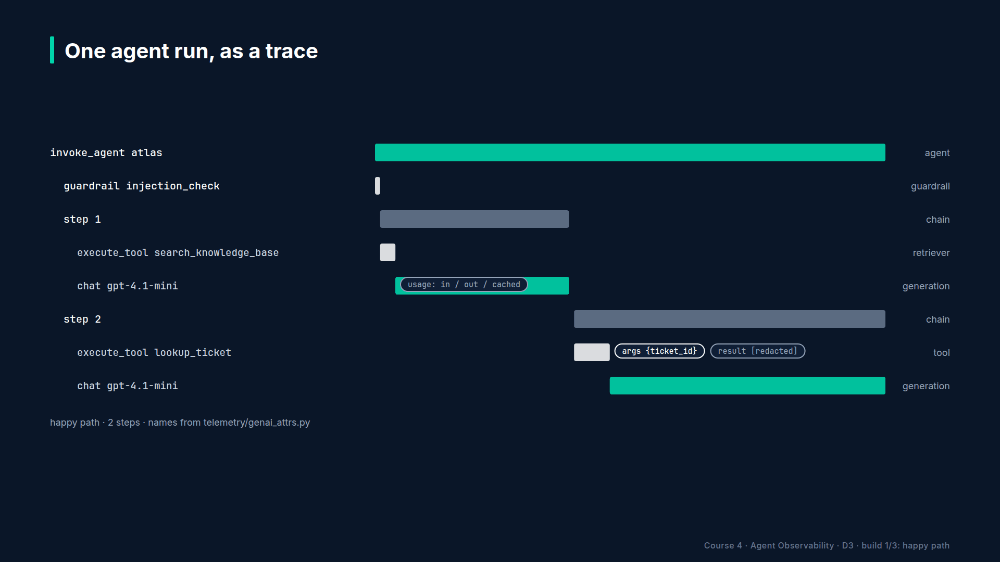 One agent run, as a trace
invoke_agent atlas agent
guardrail injection_check guardrail
step 1 chain
execute_tool search_knowledge_base retriever
chat gpt-4.1-mini usage: in / out / cached generation
step 2 chain
execute_tool lookup_ticket args {ticket_id} result [redacted] tool
chat gpt-4.1-mini generation
happy path · 2 steps · names from telemetry/genai_attrs.py
Course 4 · Agent Observability · D3 · build 1/3: happy path